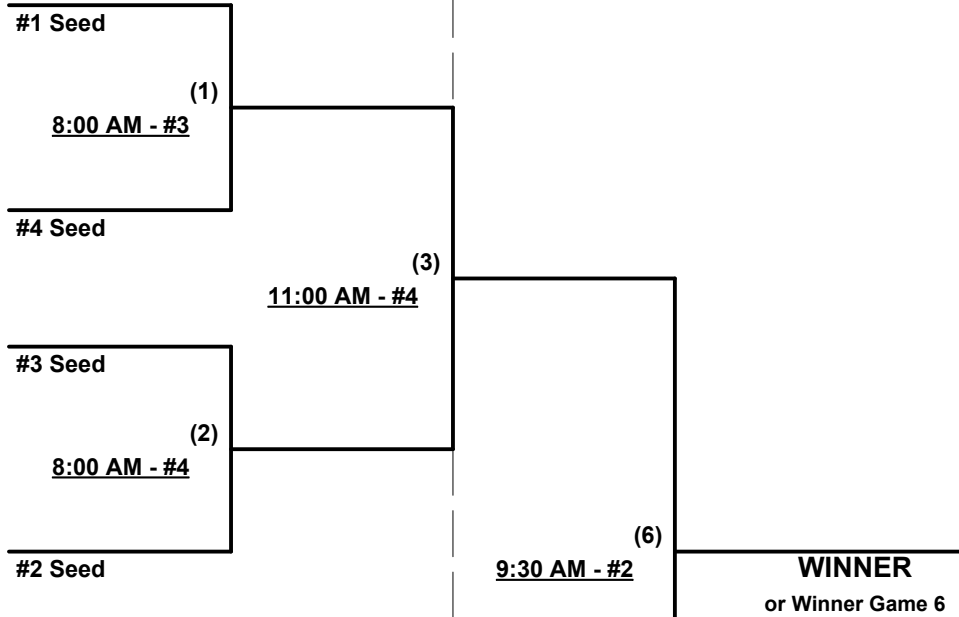 #1 Seed
(1)
8:00 AM - #3
#4 Seed
(3)
11:00 AM - #4
#3 Seed
(2)
8:00 AM - #4
#2 Seed
(6)
9:30 AM - #2
WINNER
or Winner Game 6